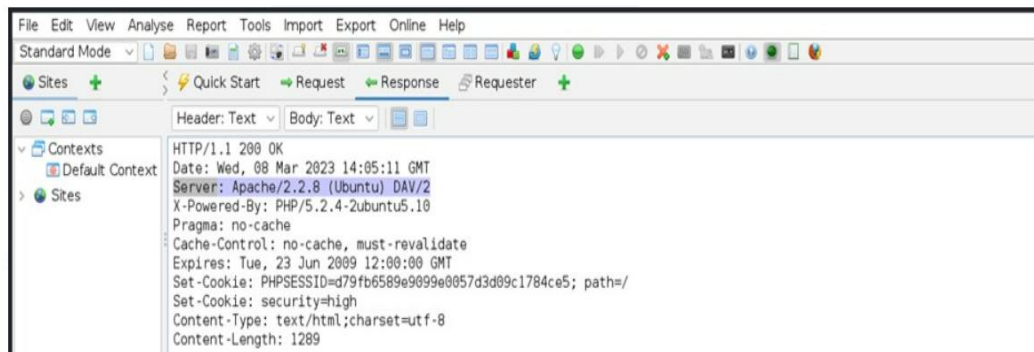 File Edit View Analyse Report Tools Import Export Online Help
Standard Mode
Sites Quick Start Request Response Requester
Header: Text Body: Text
Contexts
Default Context
Sites
HTTP/1.1 200 OK
Date: Wed, 08 Mar 2023 14:05:11 GMT
Server: Apache/2.2.8 (Ubuntu) DAV/2
X-Powered-By: PHP/5.2.4-2ubuntu5.10
Pragma: no-cache
Cache-Control: no-cache, must-revalidate
Expires: Tue, 23 Jun 2009 12:00:00 GMT
Set-Cookie: PHPSESSID=d79fb6589e9099e0057d3d09c1784ce5; path=/
Set-Cookie: security=high
Content-Type: text/html;charset=utf-8
Content-Length: 1289